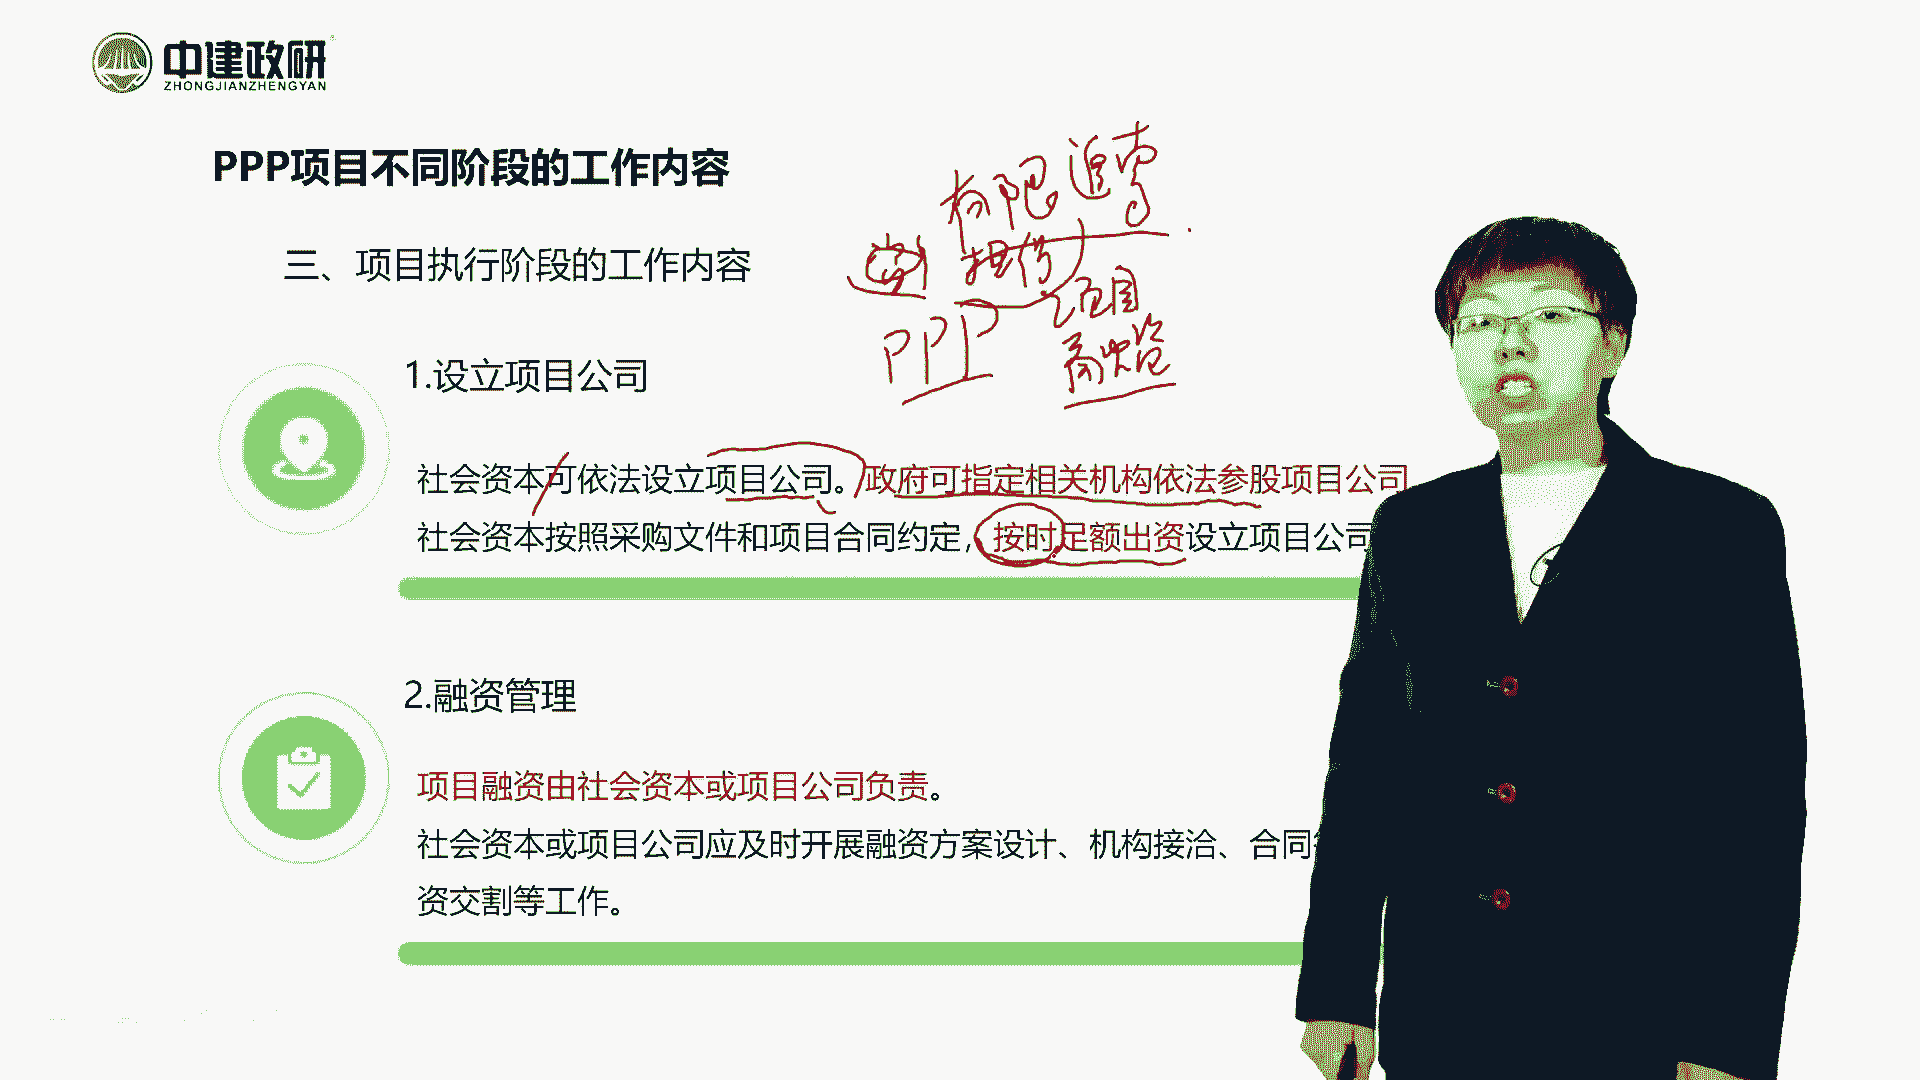 中建政研
ZHONGJIANZHENGYAN
PPP项目不同阶段的工作内容
有限追索
担保
项目
PPP
三、项目执行阶段的工作内容
1.设立项目公司
社会资本可依法设立项目公司。政府可指定相关机构依法参股项目公司
社会资本按照采购文件和项目合同约定，按时足额出资设立项目公司
2.融资管理
项目融资由社会资本或项目公司负责。
社会资本或项目公司应及时开展融资方案设计、机构接洽、合同
资交割等工作。